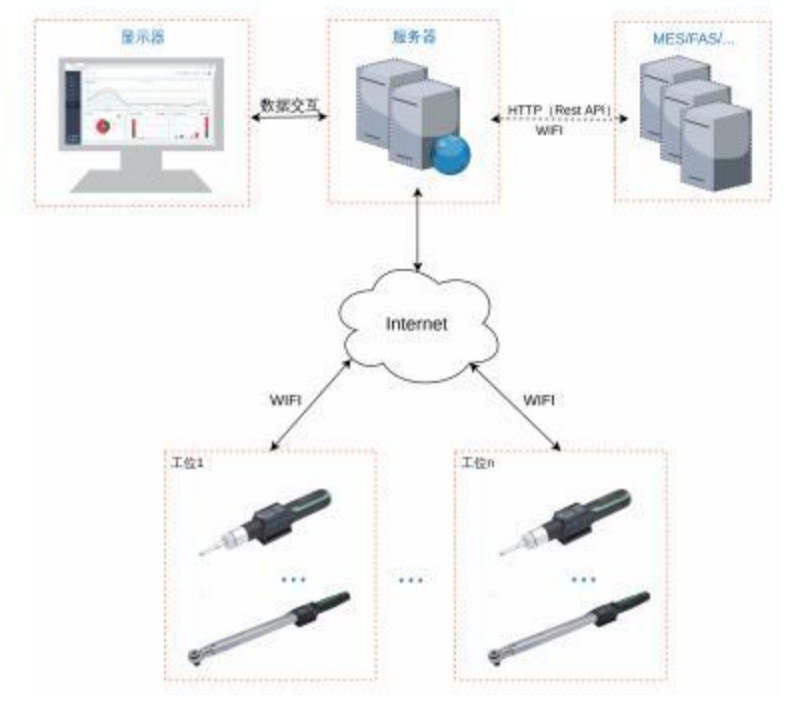 显示器
服务器
MES/FAS/...
数据交互
HTTP（Rest API）
WIFI
Internet
WIFI
WIFI
工位1
工位n